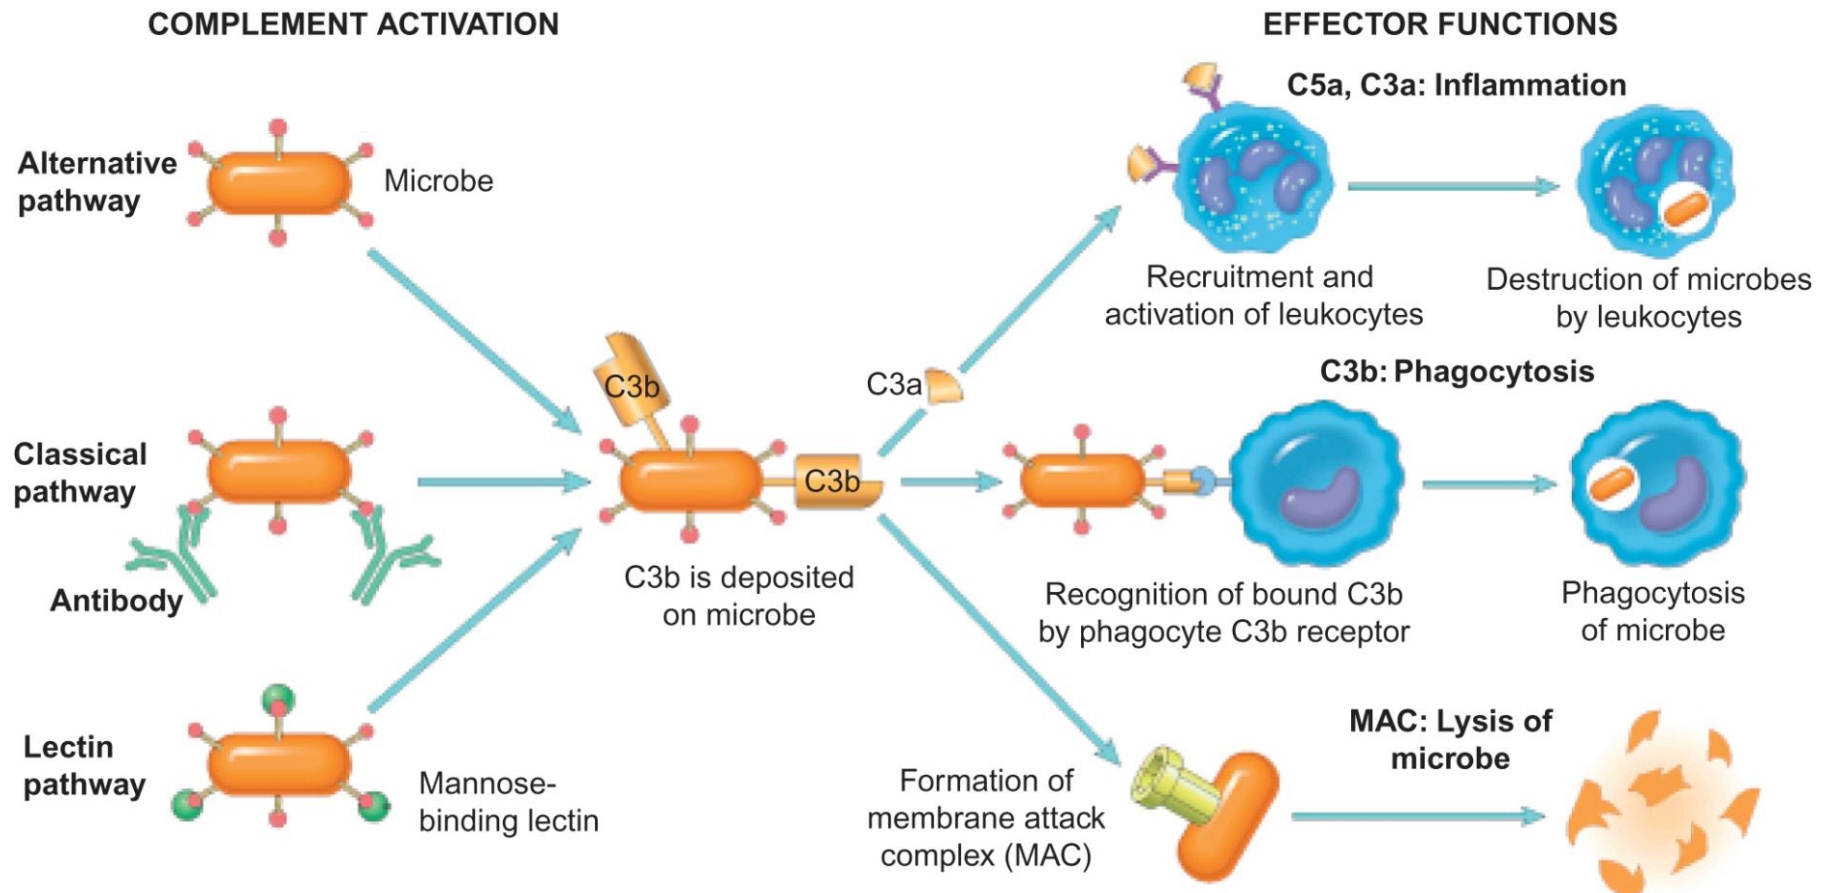 COMPLEMENT ACTIVATION
EFFECTOR FUNCTIONS
Alternative
pathway
Microbe
Classical
pathway
Antibody
Lectin
pathway
Mannose-
binding lectin
C3b
C3b
C3b is deposited
on microbe
C3a
C5a, C3a: Inflammation
Recruitment and
activation of leukocytes
Destruction of microbes
by leukocytes
C3b: Phagocytosis
Recognition of bound C3b
by phagocyte C3b receptor
Phagocytosis
of microbe
MAC: Lysis of
microbe
Formation of
membrane attack
complex (MAC)